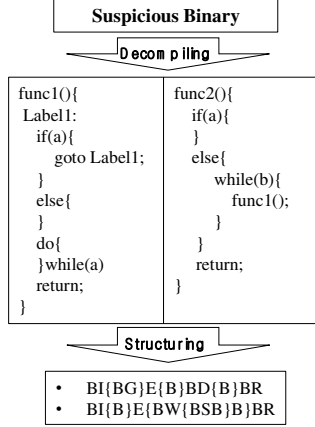 Suspicious Binary
Decompiling
func1(){
Label1:
if(a){
goto Label1;
}
else{
}
do{
}while(a)
return;
}
func2(){
if(a){
}
else{
while(b){
func1();
}
}
return;
}
Structuring
• BI{BG}E{B}BD{B}BR
• BI{B}E{BW{BSB}B}BR